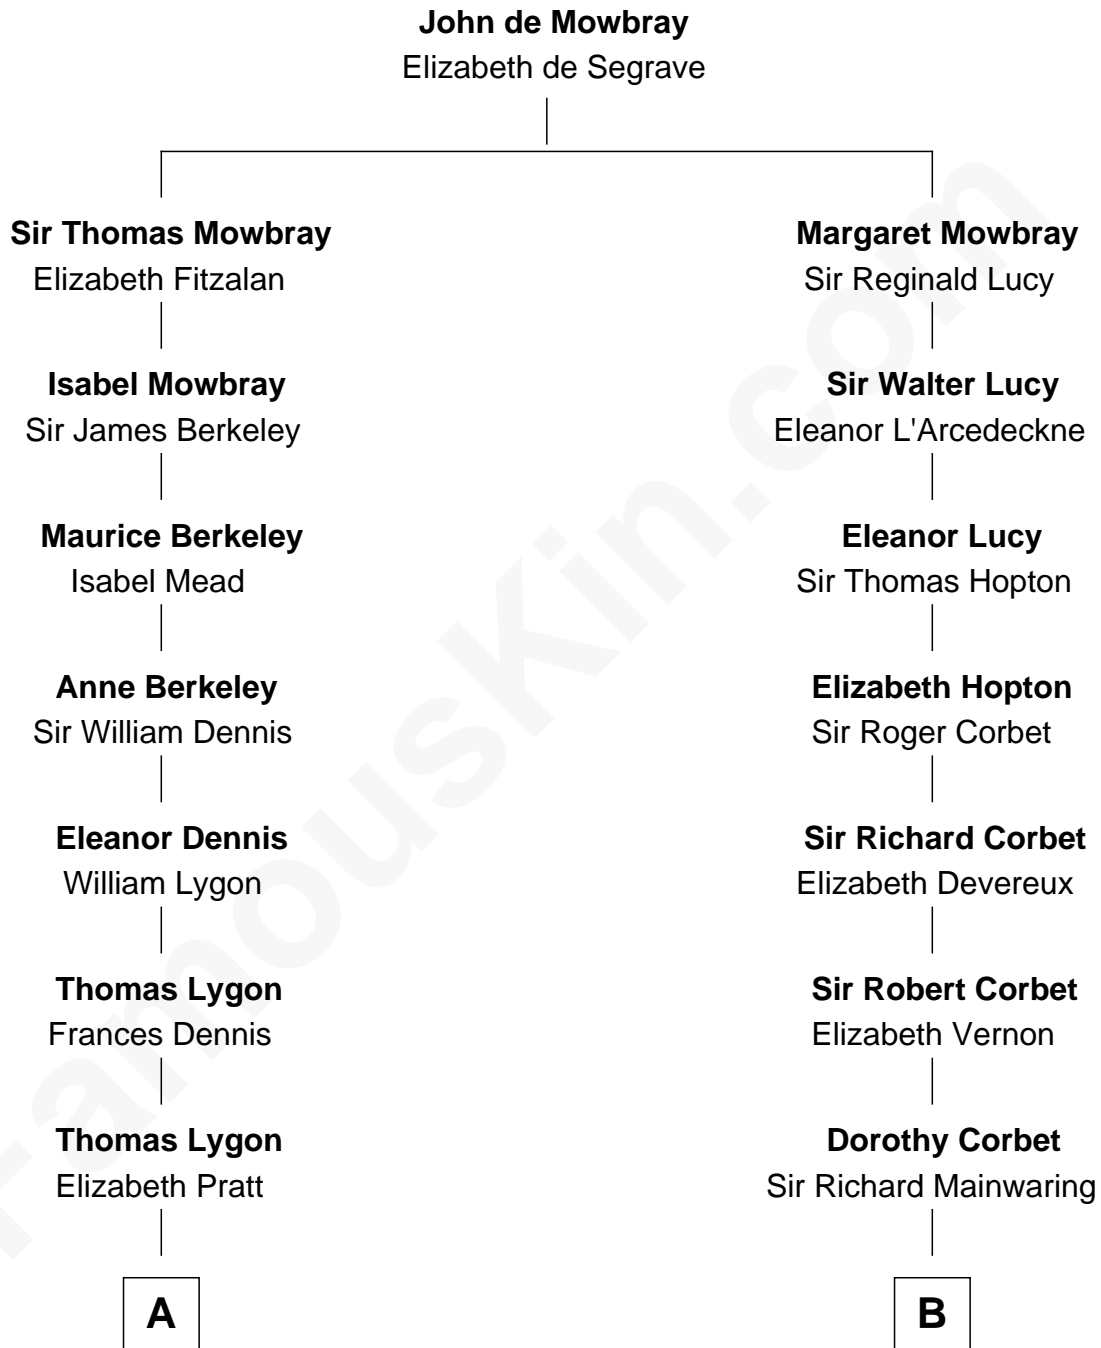 John de Mowbray
Elizabeth de Segrave
Sir Thomas Mowbray
Elizabeth Fitzalan
Margaret Mowbray
Sir Reginald Lucy
Isabel Mowbray
Sir James Berkeley
Sir Walter Lucy
Eleanor L'Arcedeckne
Maurice Berkeley
Isabel Mead
Eleanor Lucy
Sir Thomas Hopton
Anne Berkeley
Sir William Dennis
Elizabeth Hopton
Sir Roger Corbet
Eleanor Dennis
William Lygon
Sir Richard Corbet
Elizabeth Devereux
Thomas Lygon
Frances Dennis
Sir Robert Corbet
Elizabeth Vernon
Thomas Lygon
Elizabeth Pratt
Dorothy Corbet
Sir Richard Mainwaring
A
B
FamousKin.com